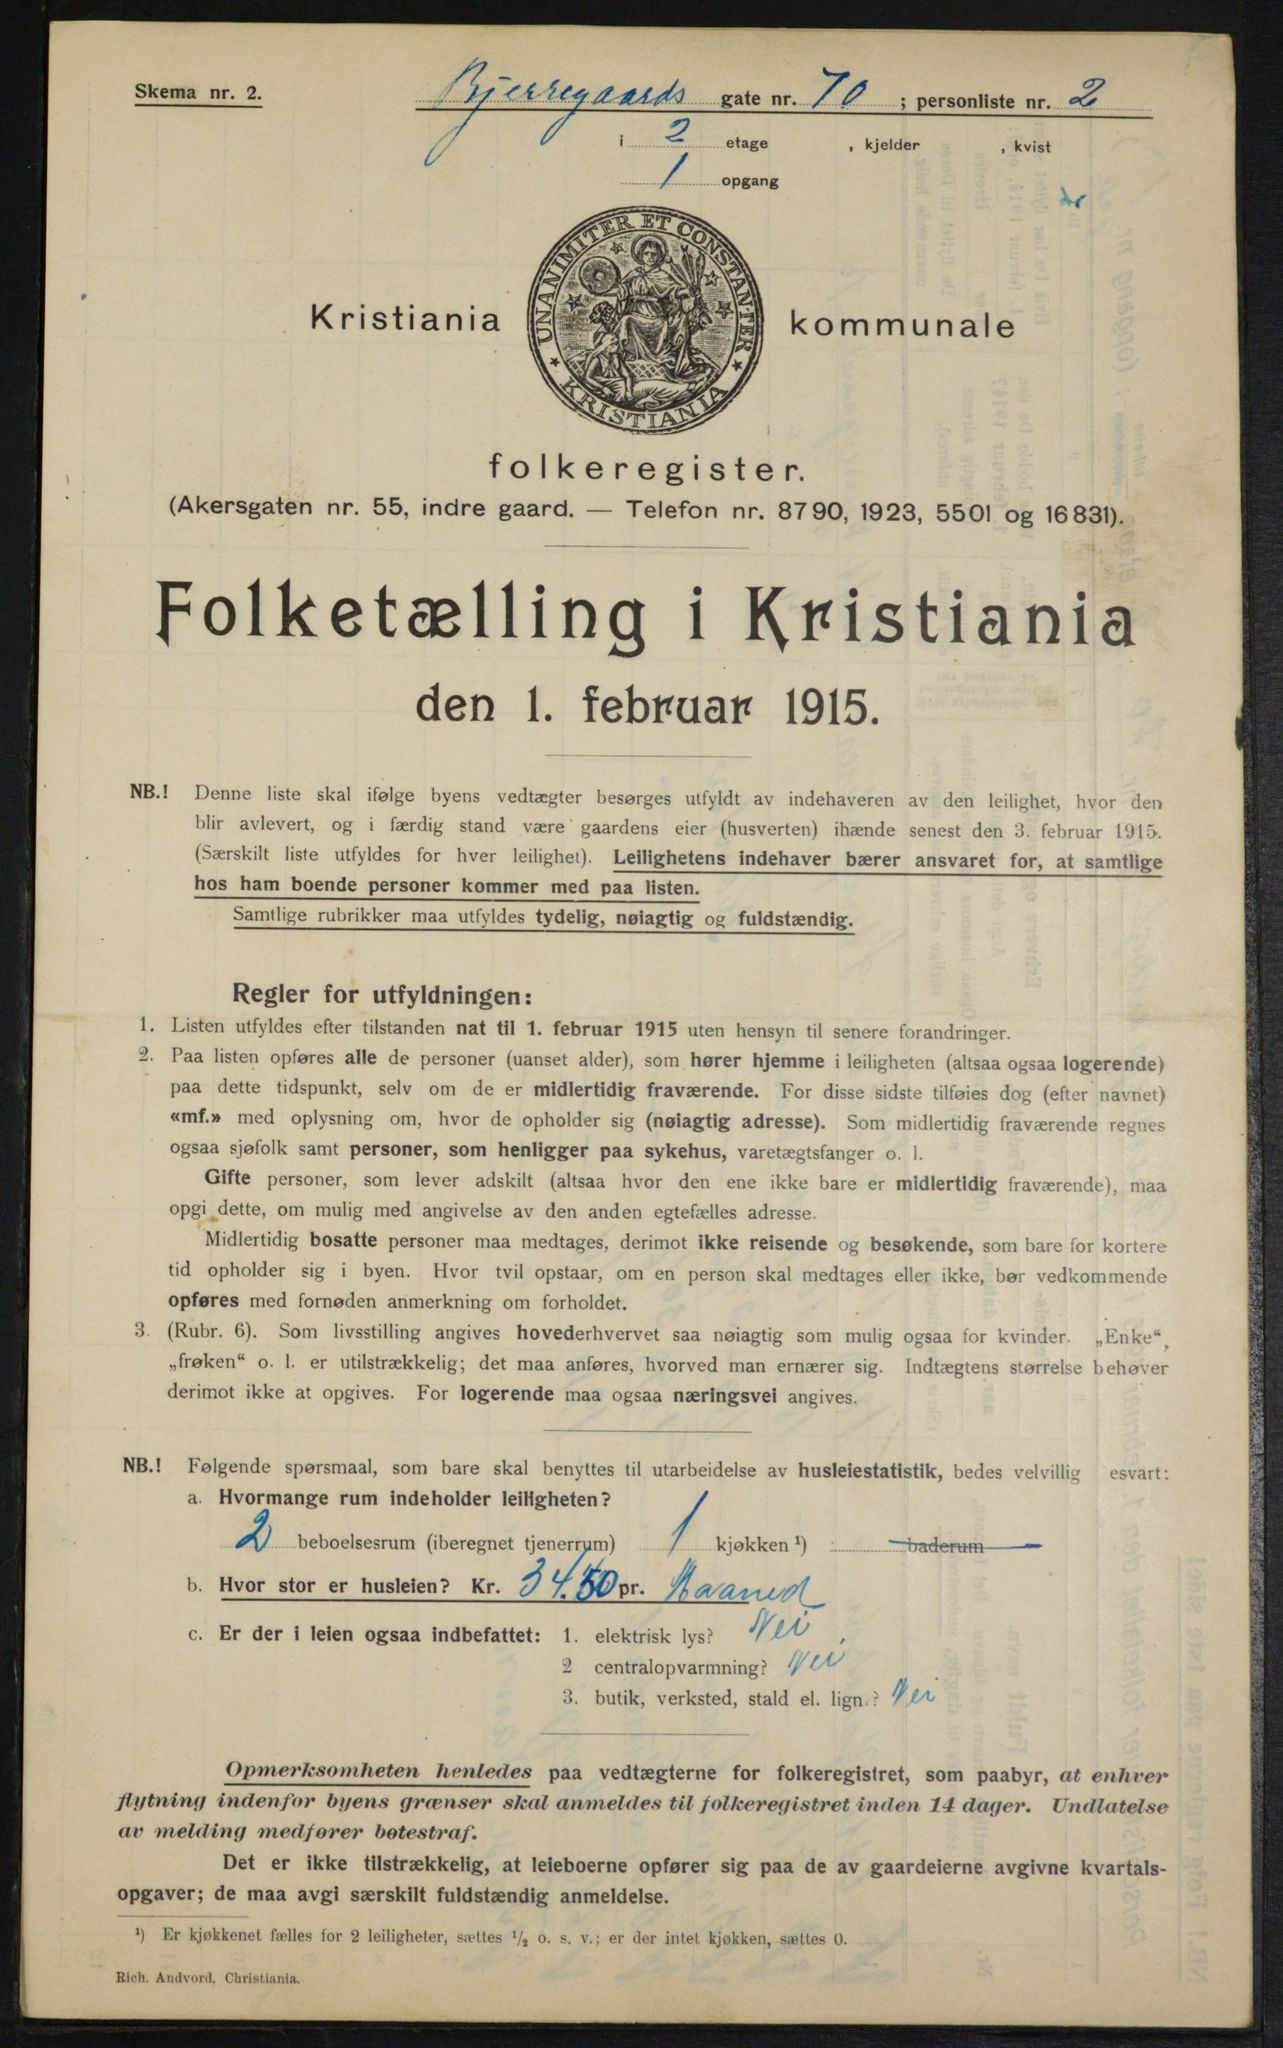 Skema nr. 2.
Bjerregaards gate nr. 70 ; personliste nr. 2
i 2 etage , kjelder , kvist
1 opgang
UNANIMITER ET CONSTANTER
KRISTIANIA
Kristiania kommunale
folkeregister.
(Akersgaten nr. 55, indre gaard. — Telefon nr. 8790, 1923, 5501 og 16831).
Folketælling i Kristiania
den 1. februar 1915.
NB.! Denne liste skal ifølge byens vedtægter besørges utfyldt av indehaveren av den leilighet, hvor den
blir avlevert, og i færdig stand være gaardens eier (husverten) ihænde senest den 3. februar 1915.
(Særskilt liste utfyldes for hver leilighet). Leilighetens indehaver bærer ansvaret for, at samtlige
hos ham boende personer kommer med paa listen.
Samtlige rubrikker maa utfyldes tydelig, nøiagtig og fuldstændig.
Regler for utfyldningen:
1. Listen utfyldes efter tilstanden nat til 1. februar 1915 uten hensyn til senere forandringer.
2. Paa listen opføres alle de personer (uanset alder), som hører hjemme i leiligheten (altsaa ogsaa logerende)
paa dette tidspunkt, selv om de er midlertidig fraværende. For disse sidste tilføies dog (efter navnet)
«mf.» med oplysning om, hvor de opholder sig (nøiagtig adresse). Som midlertidig fraværende regnes
ogsaa sjøfolk samt personer, som henligger paa sykehus, varetægtsfanger o. l.
Gifte personer, som lever adskilt (altsaa hvor den ene ikke bare er midlertidig fraværende), maa
opgi dette, om mulig med angivelse av den anden egtefælles adresse.
Midlertidig bosatte personer maa medtages, derimot ikke reisende og besøkende, som bare for kortere
tid opholder sig i byen. Hvor tvil opstaar, om en person skal medtages eller ikke, bør vedkommende
opføres med fornøden anmerkning om forholdet.
3. (Rubr. 6). Som livsstilling angives hovederhvervet saa nøiagtig som mulig ogsaa for kvinder. „Enke“,
„frøken“ o. l. er utilstrækkelig; det maa anføres, hvorved man ernærer sig. Indtægtens størrelse behøver
derimot ikke at opgives. For logerende maa ogsaa næringsvei angives.
NB.! Følgende spørsmaal, som bare skal benyttes til utarbeidelse av husleiestatistik, bedes velvillig esvart:
a. Hvormange rum indeholder leiligheten?
2 beboelsesrum (iberegnet tjenerrum) 1 kjøkken ¹) baderum
b. Hvor stor er husleien? Kr. 34.50 pr. Maaned
c. Er der i leien ogsaa indbefattet: 1. elektrisk lys? Nei
2 centralopvarmning? Nei
3. butik, verksted, stald el. lign.? Nei
Opmerksomheten henledes paa vedtægterne for folkeregistret, som paabyr, at enhver
flytning indenfor byens grænser skal anmeldes til folkeregistret inden 14 dager. Undlatelse
av melding medfører bøtestraf.
Det er ikke tilstrækkelig, at leieboerne opfører sig paa de av gaardeierne avgivne kvartals-
opgaver; de maa avgi særskilt fuldstændig anmeldelse.
¹) Er kjøkkenet fælles for 2 leiligheter, sættes ½ o. s. v.; er der intet kjøkken, sættes 0.
Rich. Andvord, Christiania.